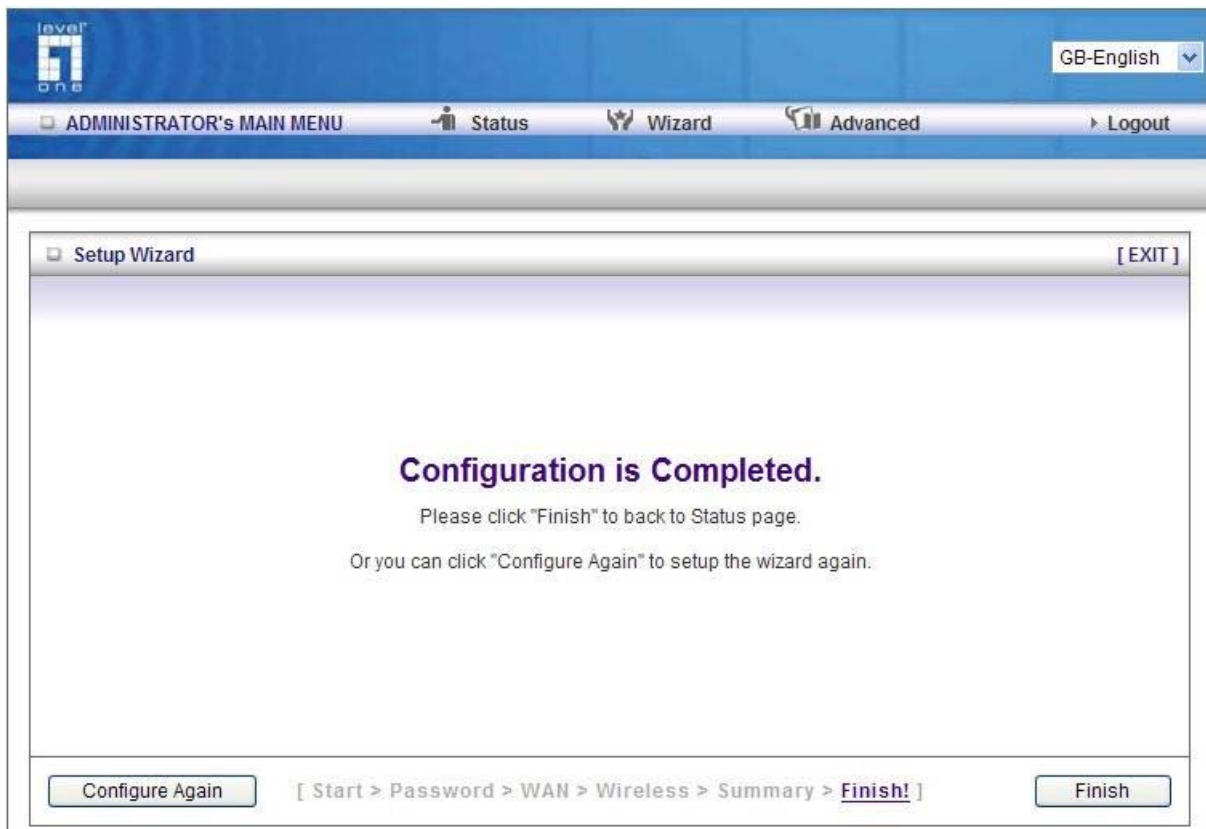 level
one
GB-English
ADMINISTRATOR's MAIN MENU Status Wizard Advanced Logout
Setup Wizard [ EXIT ]
Configuration is Completed.
Please click "Finish" to back to Status page.
Or you can click "Configure Again" to setup the wizard again.
Configure Again [ Start > Password > WAN > Wireless > Summary > Finish! ] Finish